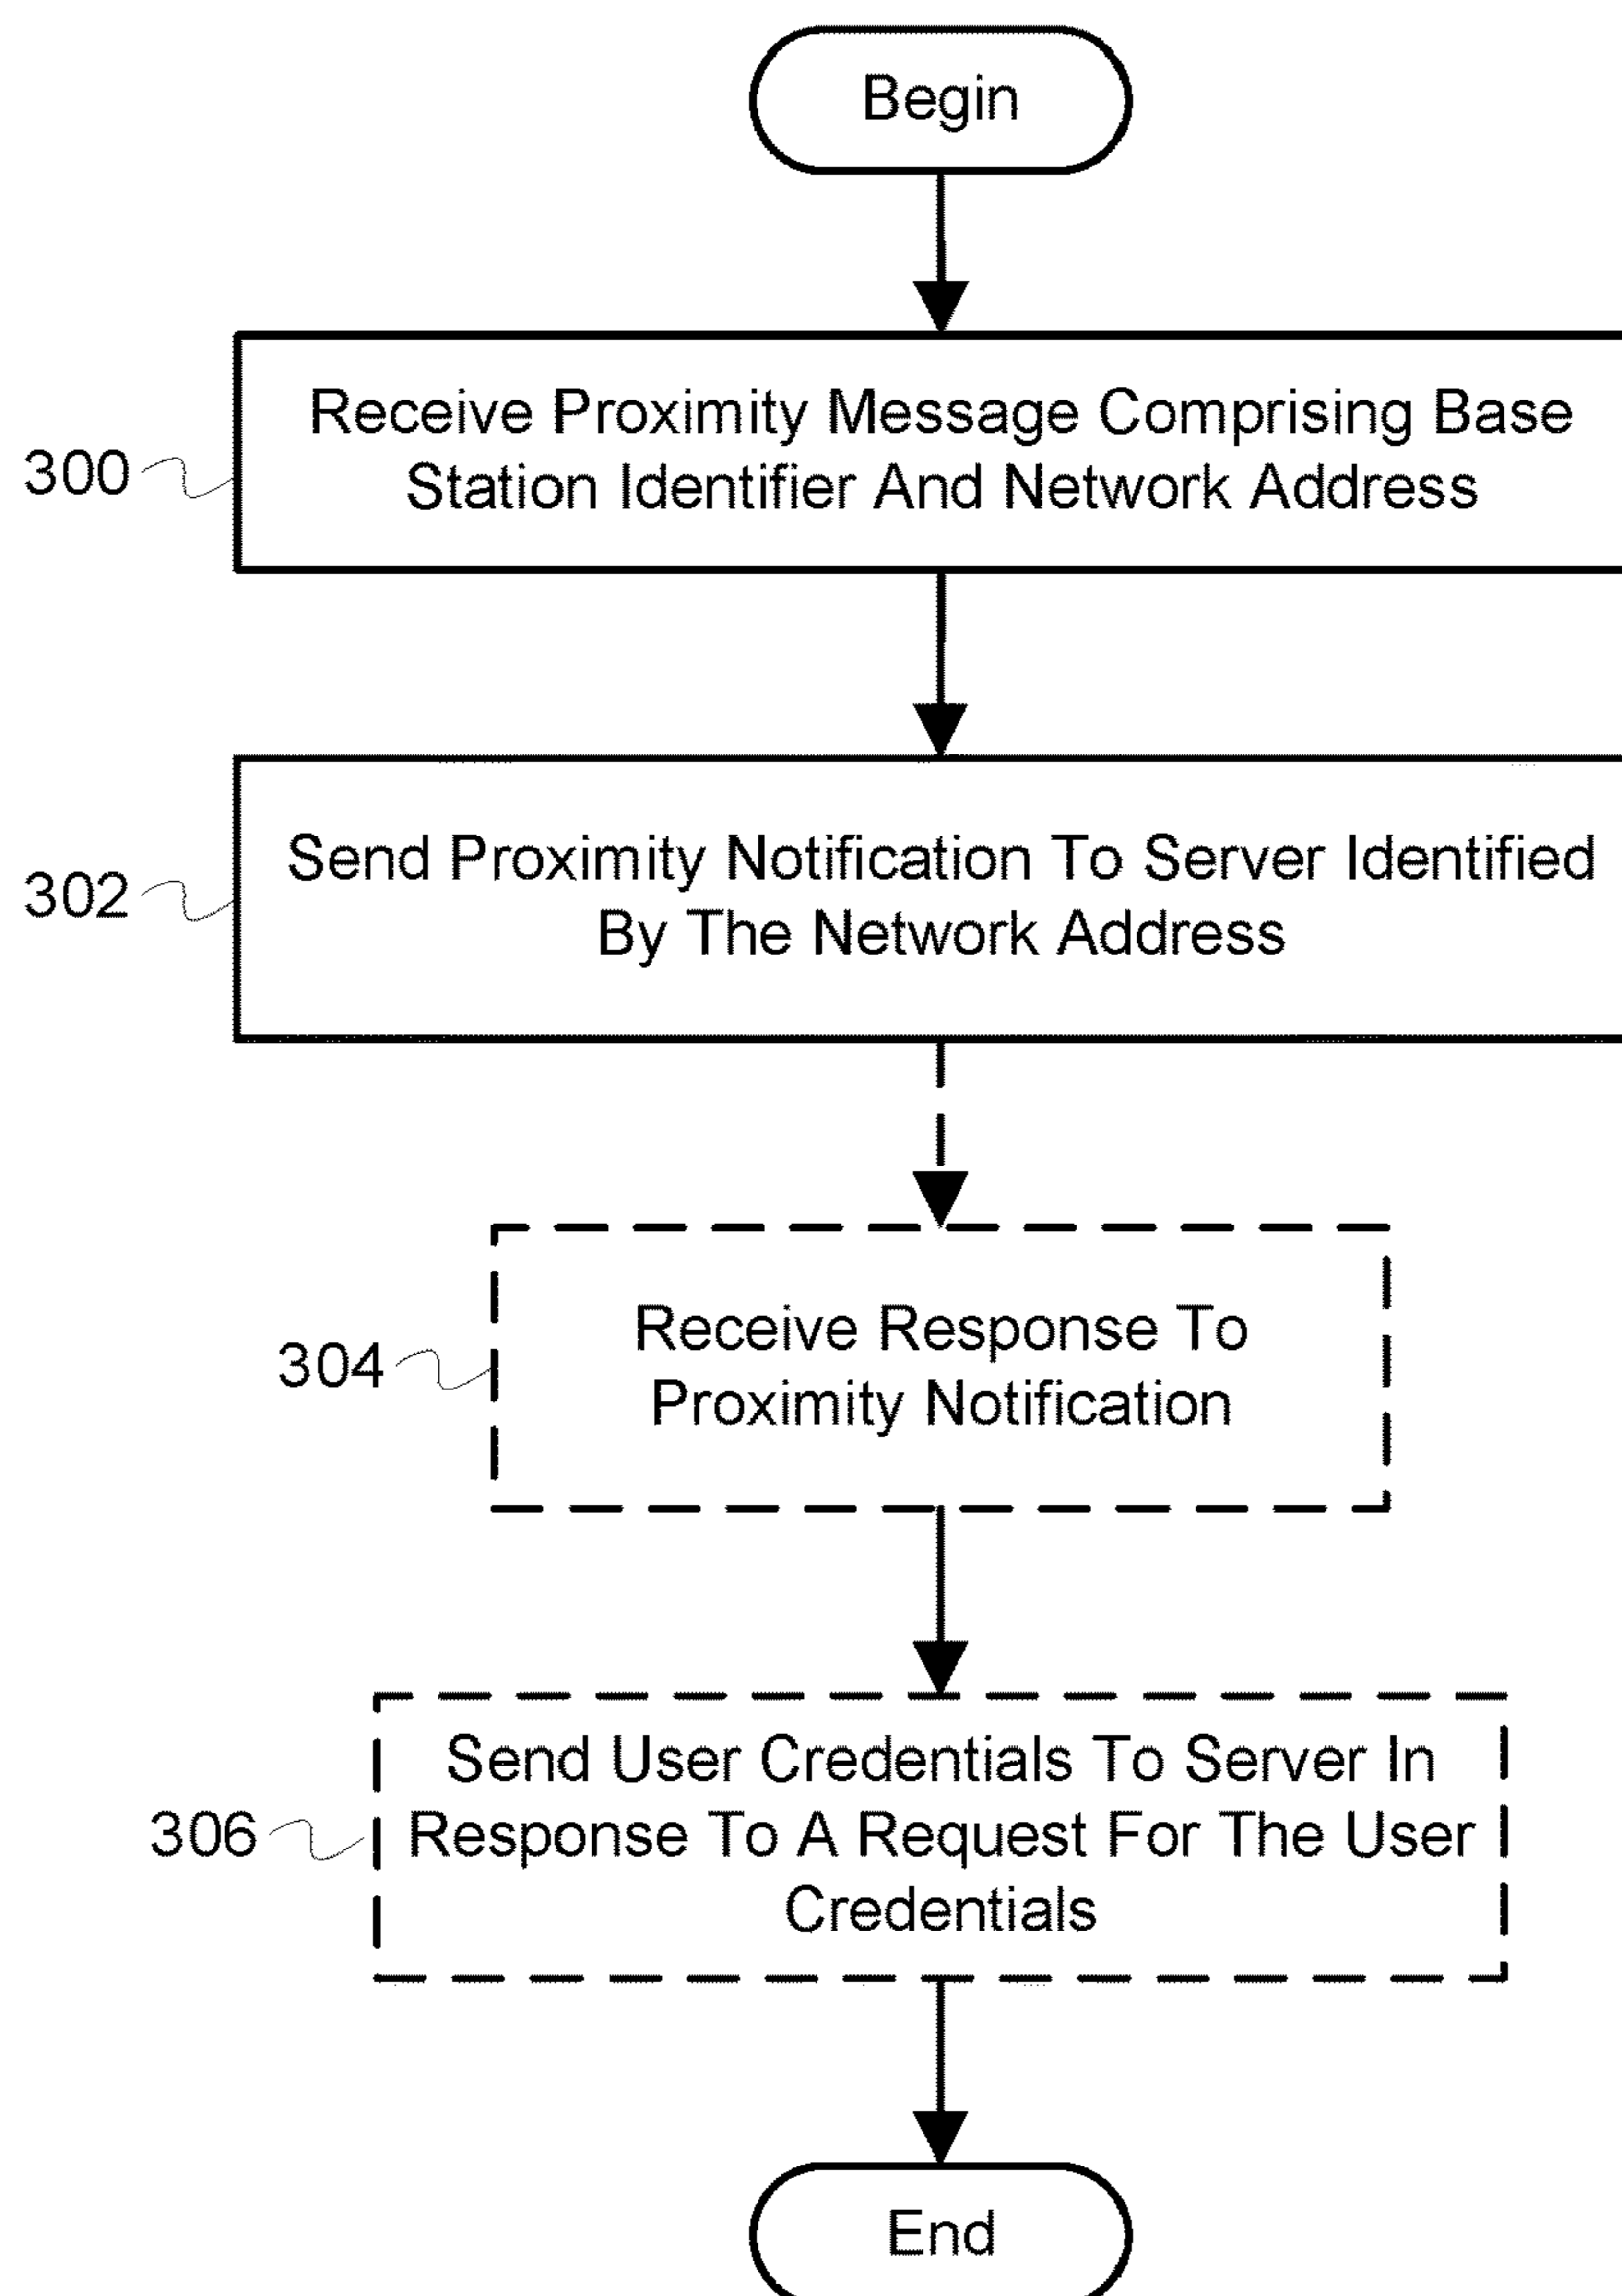 Begin
300
Receive Proximity Message Comprising Base
Station Identifier And Network Address
302
Send Proximity Notification To Server Identified
By The Network Address
304
Receive Response To
Proximity Notification
306
Send User Credentials To Server In
Response To A Request For The User
Credentials
End